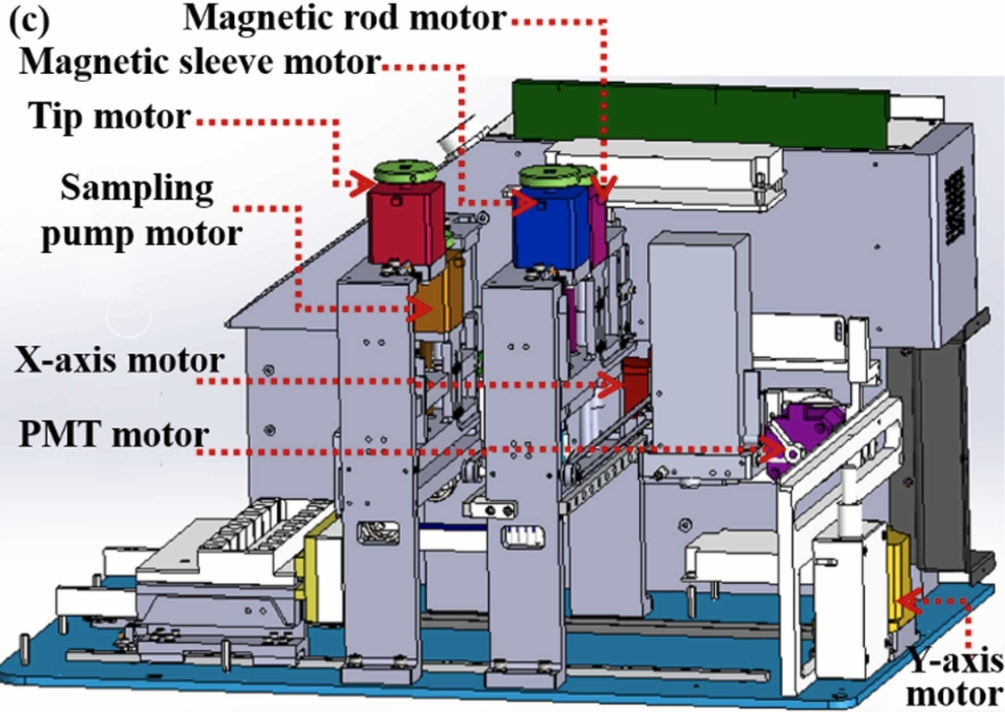 (c)
Magnetic rod motor
Magnetic sleeve motor
Tip motor
Sampling
pump motor
X-axis motor
PMT motor
Y-axis
motor